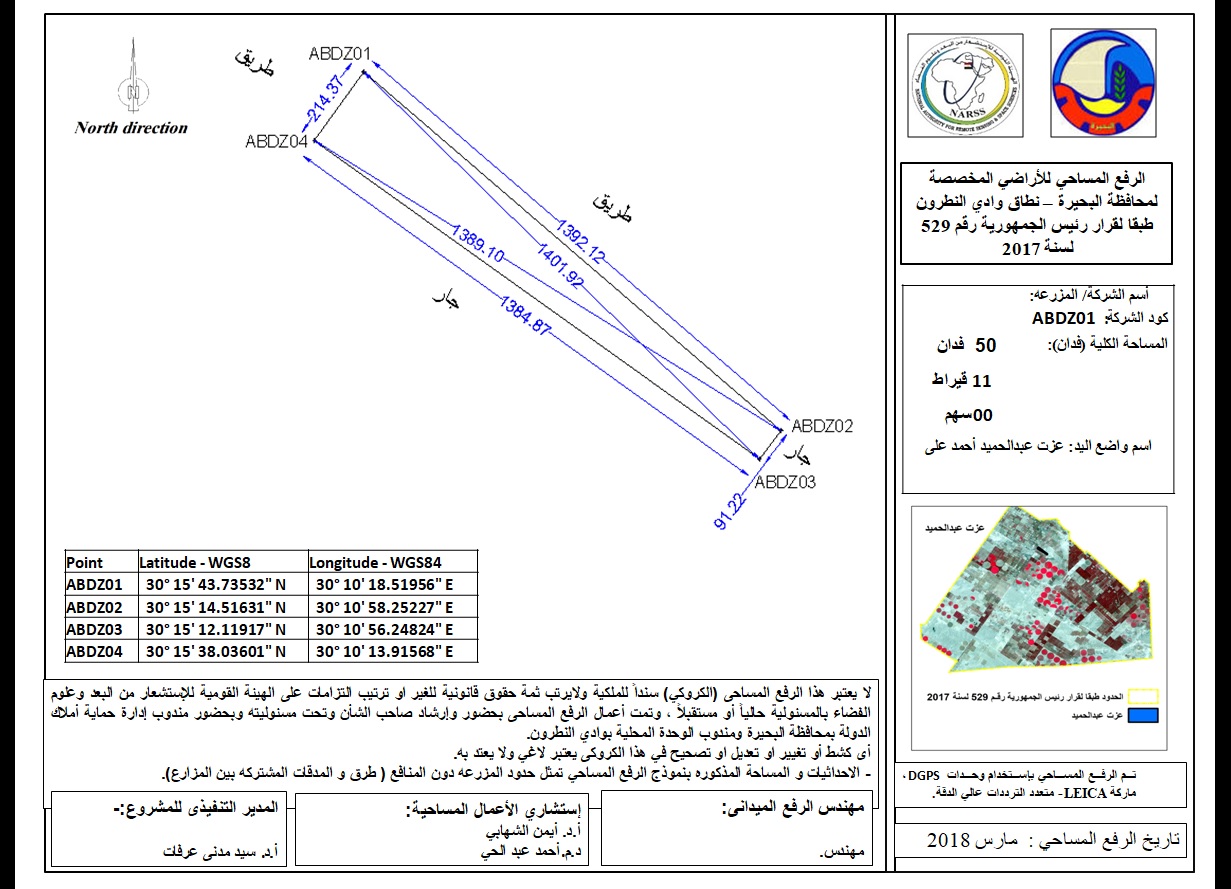 North direction
طريق
ABDZ01
214.37
ABDZ04
طريق
1392.12
1389.10
1401.92
جار
1384.87
ABDZ02
جار
ABDZ03
91.22
Point Latitude - WGS8 Longitude - WGS84
ABDZ01 30° 15' 43.73532" N 30° 10' 18.51956" E
ABDZ02 30° 15' 14.51631" N 30° 10' 58.25227" E
ABDZ03 30° 15' 12.11917" N 30° 10' 56.24824" E
ABDZ04 30° 15' 38.03601" N 30° 10' 13.91568" E
NARSS
NATIONAL AUTHORITY FOR REMOTE SENSING & SPACE SCIENCES
البحيرة
الرفع المساحي للأراضي المخصصة
لمحافظة البحيرة – نطاق وادي النطرون
طبقا لقرار رئيس الجمهورية رقم 529
لسنة 2017
أسم الشركة/ المزرعه:
كود الشركة: ABDZ01
المساحة الكلية (فدان): 50 فدان
11 قيراط
00سهم
اسم واضع اليد: عزت عبدالحميد أحمد على
عزت عبدالحميد
الحدود طبقا لقرار رئيس الجمهورية رقم 529 لسنة 2017
عزت عبدالحميد
تـم الرفـع المسـاحي بإستخدام وحـدات DGPS،
ماركة LEICA- متعدد الترددات عالي الدقة.
تاريخ الرفع المساحي : مارس 2018
لا يعتبر هذا الرفع المساحى (الكروكي) سنداً للملكية ولايرتب ثمة حقوق قانونية للغير او ترتيب التزامات على الهيئة القومية للإستشعار من البعد وعلوم
الفضاء بالمسئولية حالياً أو مستقبلاً ، وتمت أعمال الرفع المساحى بحضور وإرشاد صاحب الشأن وتحت مسئوليته وبحضور مندوب إدارة حماية أملاك
الدولة بمحافظة البحيرة ومندوب الوحدة المحلية بوادي النطرون.
أى كشط أو تغيير او تعديل او تصحيح في هذا الكروكى يعتبر لاغي ولا يعتد به.
- الاحداثيات و المساحة المذكوره بنموذج الرفع المساحي تمثل حدود المزرعه دون المنافع ( طرق و المدقات المشتركه بين المزارع).
مهندس الرفع الميدانى:
مهندس.
إستشاري الأعمال المساحية:
أ.د. أيمن الشهابي
د.م.أحمد عبد الحي
المدير التنفيذى للمشروع:-
أ.د. سيد مدنى عرفات